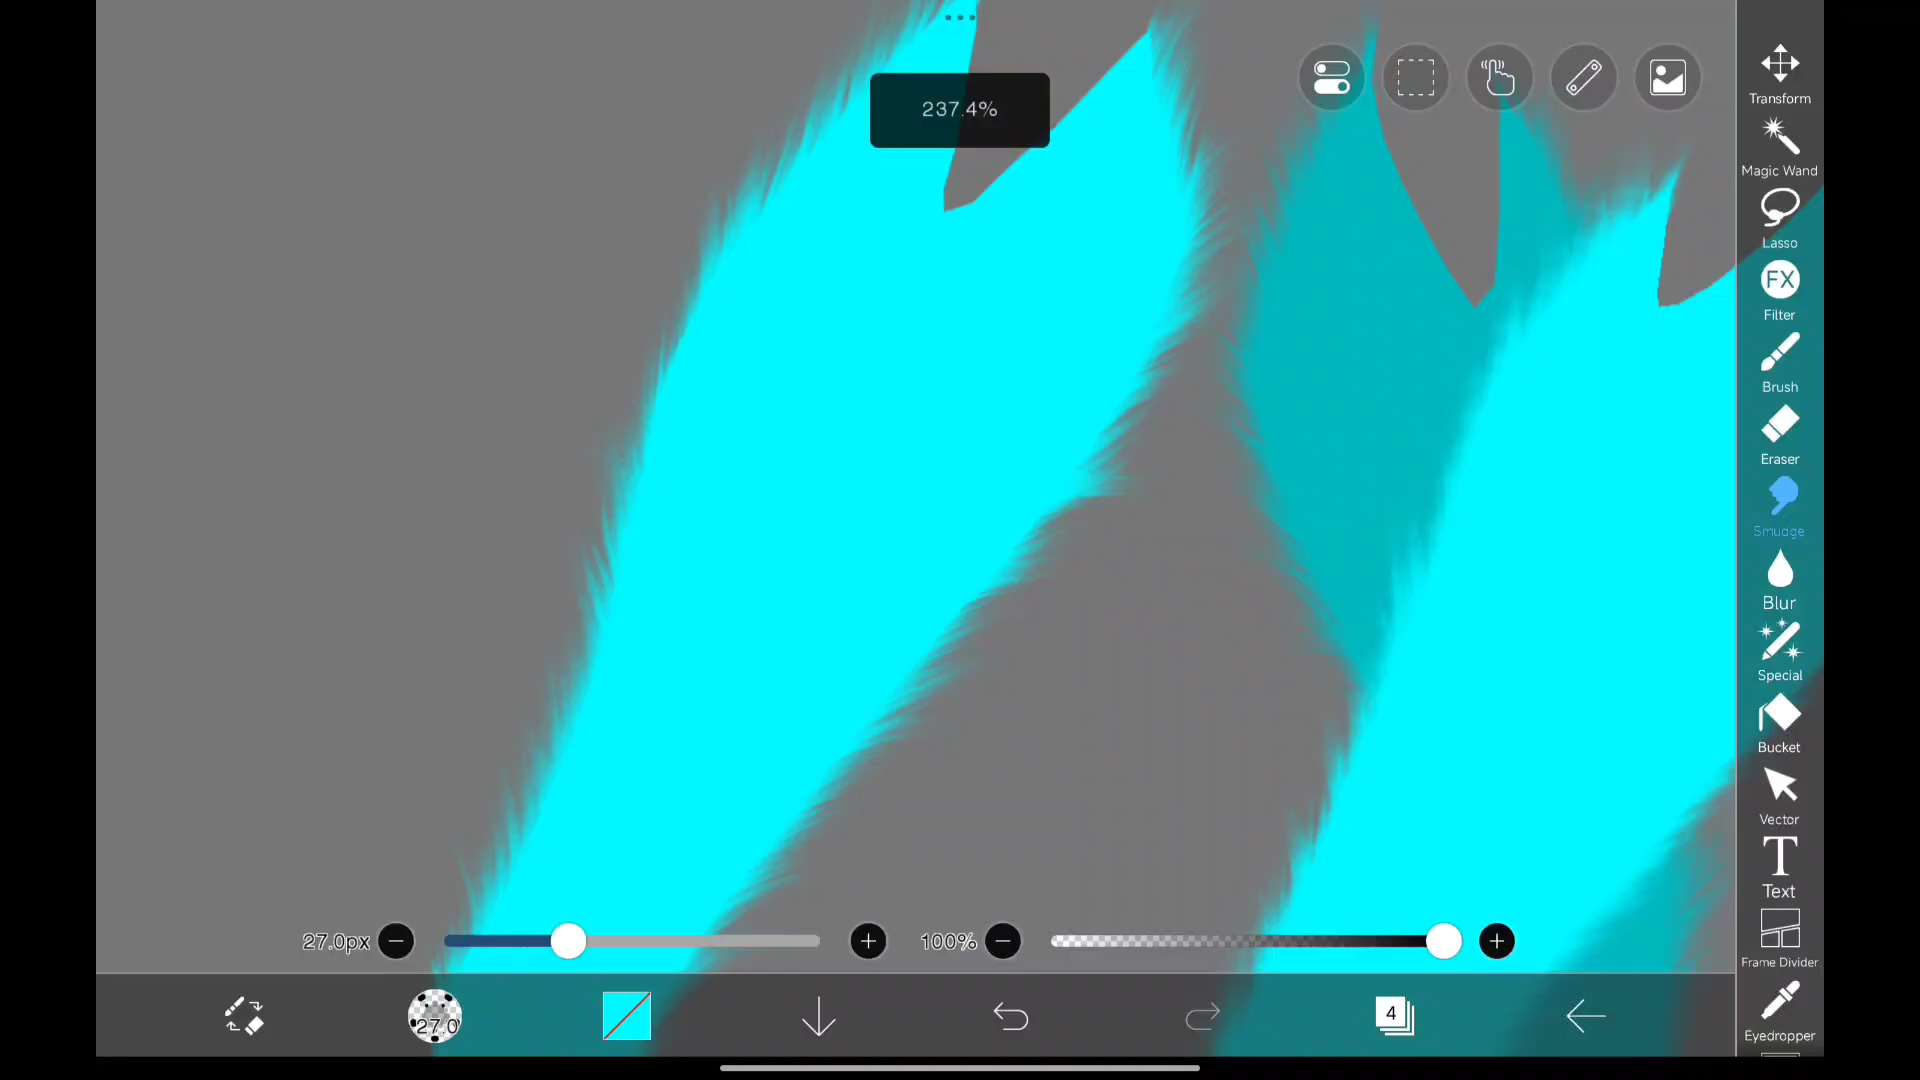 237.4%
Transform
Magic Wand
Lasso
FX
Filter
Brush
Eraser
Smudge
Blur
Special
Bucket
Vector
T
Text
Frame Divider
Eyedropper
27.0px
100%
27.0
4